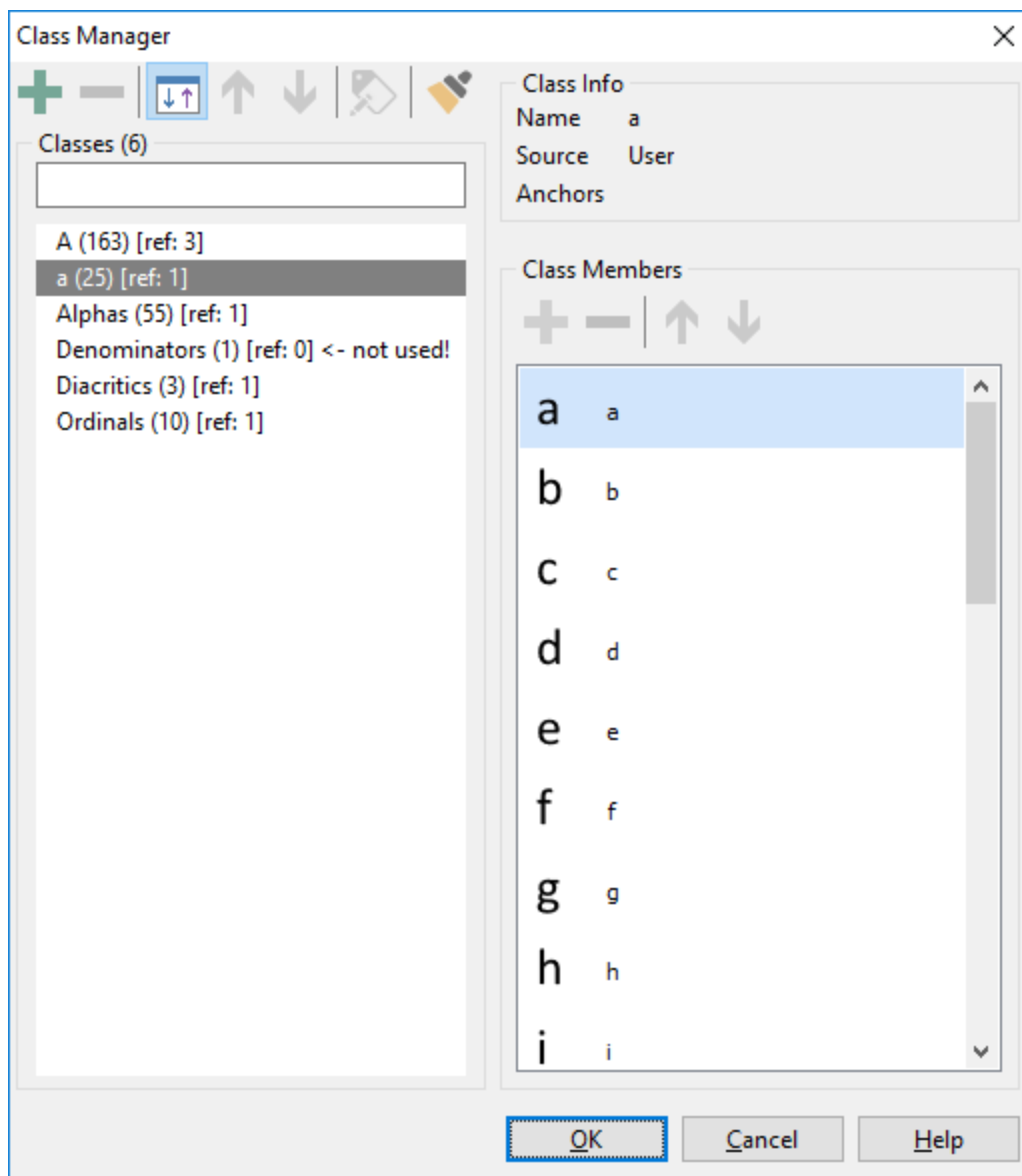 Class Manager
Classes (6)
A (163) [ref: 3]
a (25) [ref: 1]
Alphas (55) [ref: 1]
Denominators (1) [ref: 0] <- not used!
Diacritics (3) [ref: 1]
Ordinals (10) [ref: 1]
Class Info
Name a
Source User
Anchors
Class Members
a a
b b
c c
d d
e e
f f
g g
h h
i i
OK Cancel Help